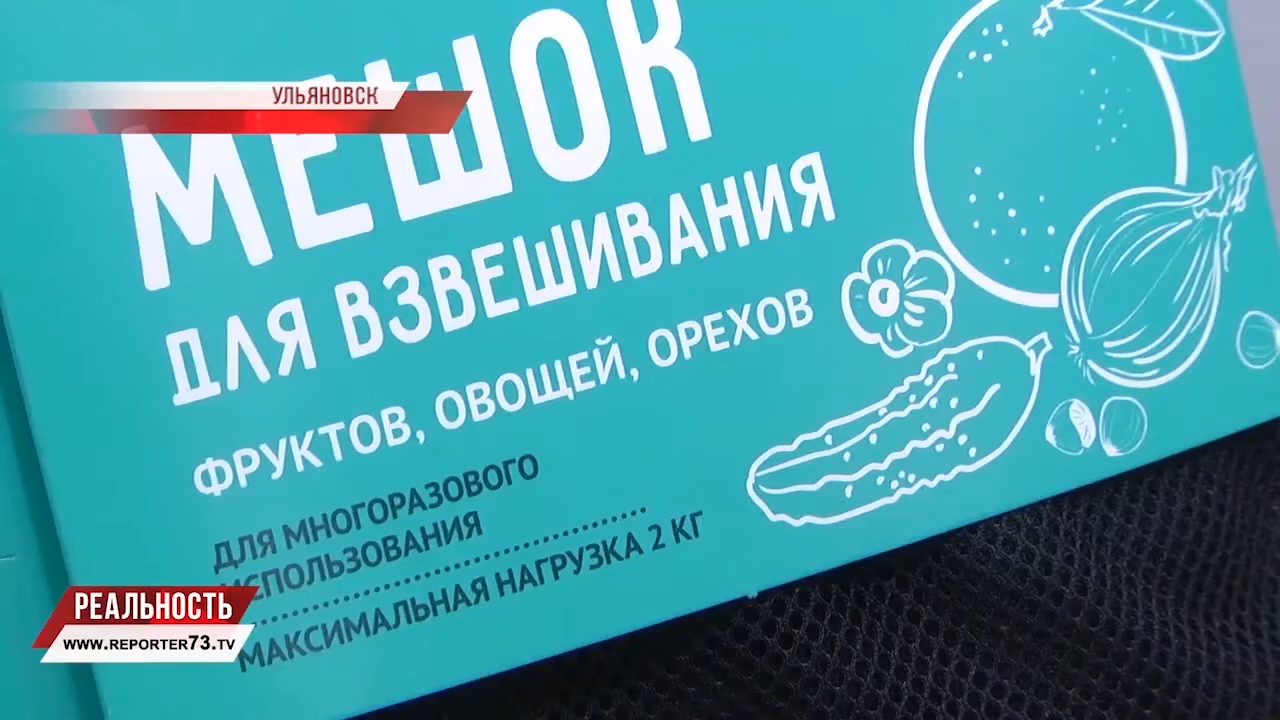 УЛЬЯНОВСК
МЕШОК
ДЛЯ ВЗВЕШИВАНИЯ
ФРУКТОВ, ОВОЩЕЙ, ОРЕХОВ
ДЛЯ МНОГОРАЗОВОГО
ИСПОЛЬЗОВАНИЯ
МАКСИМАЛЬНАЯ НАГРУЗКА 2 КГ
РЕАЛЬНОСТЬ
WWW.REPORTER73.TV